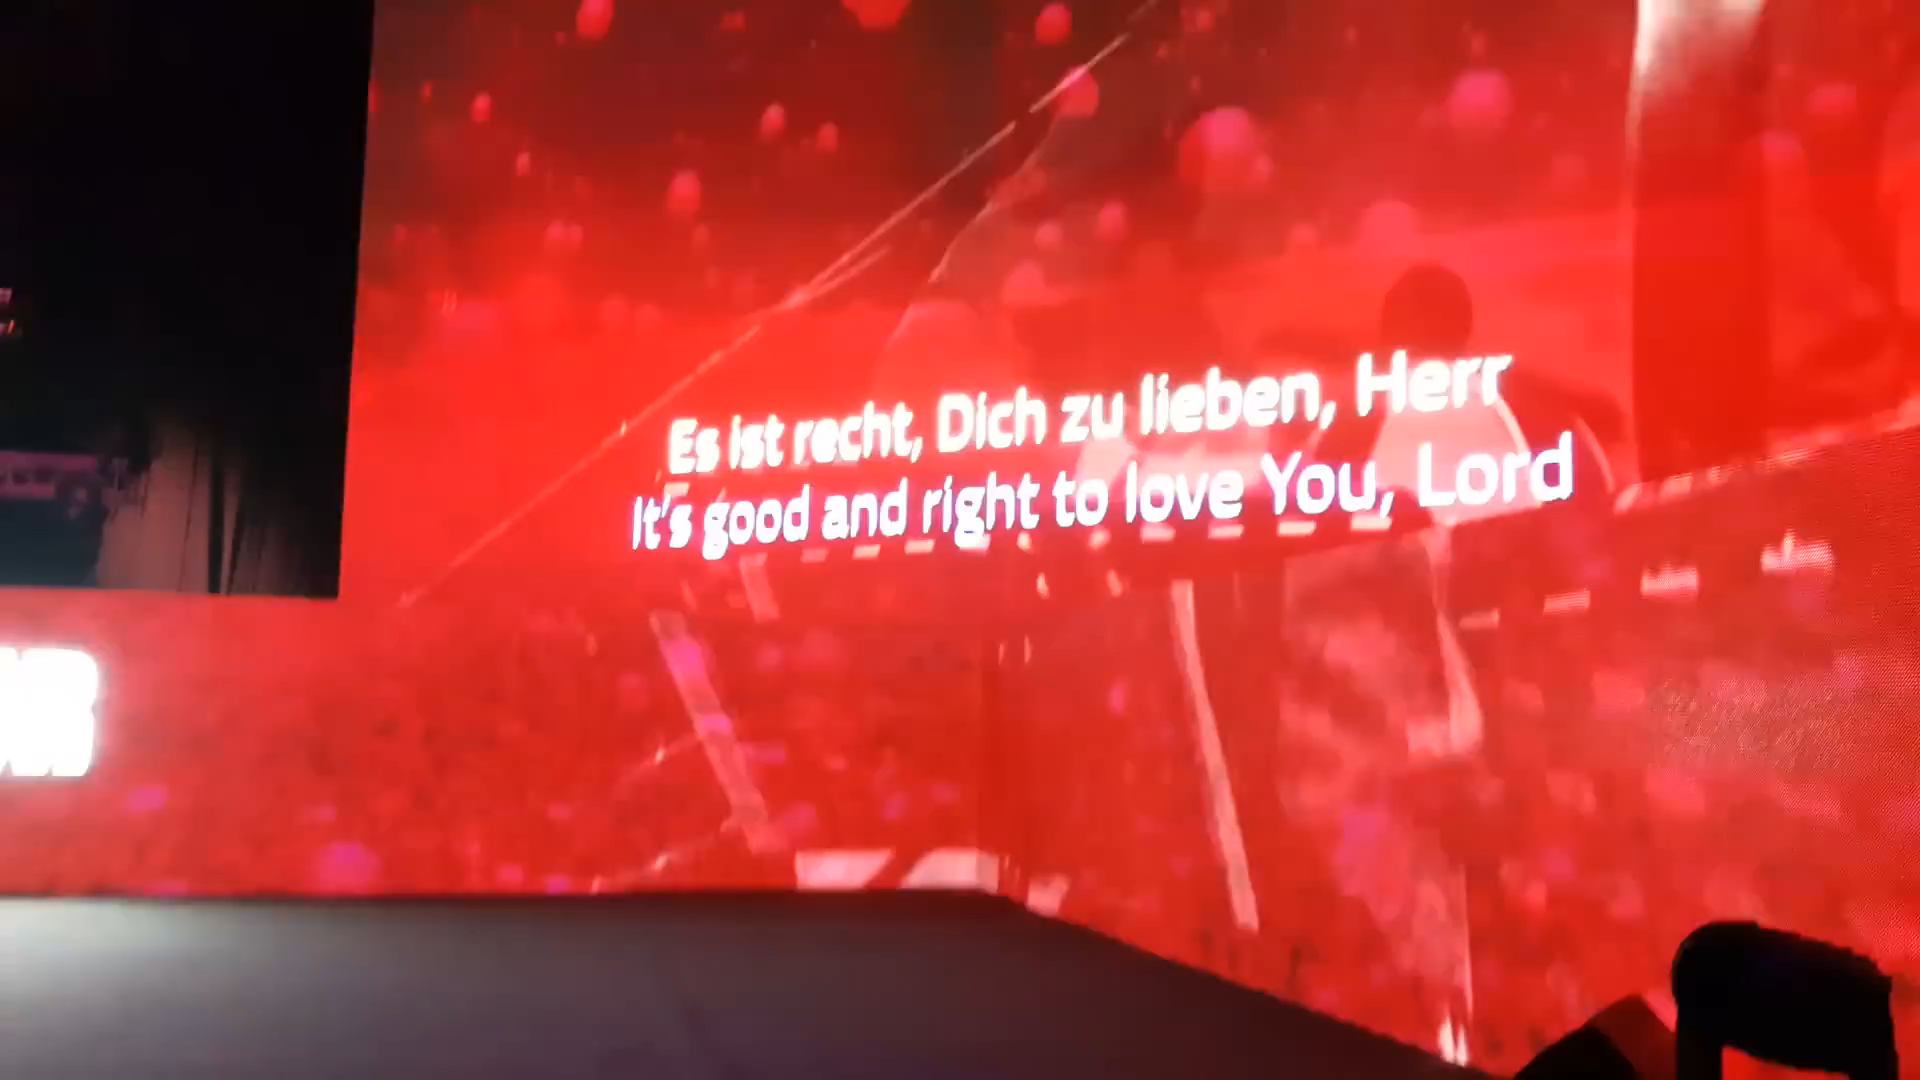 Es ist recht, Dich zu lieben, Herr
It's good and right to love You, Lord